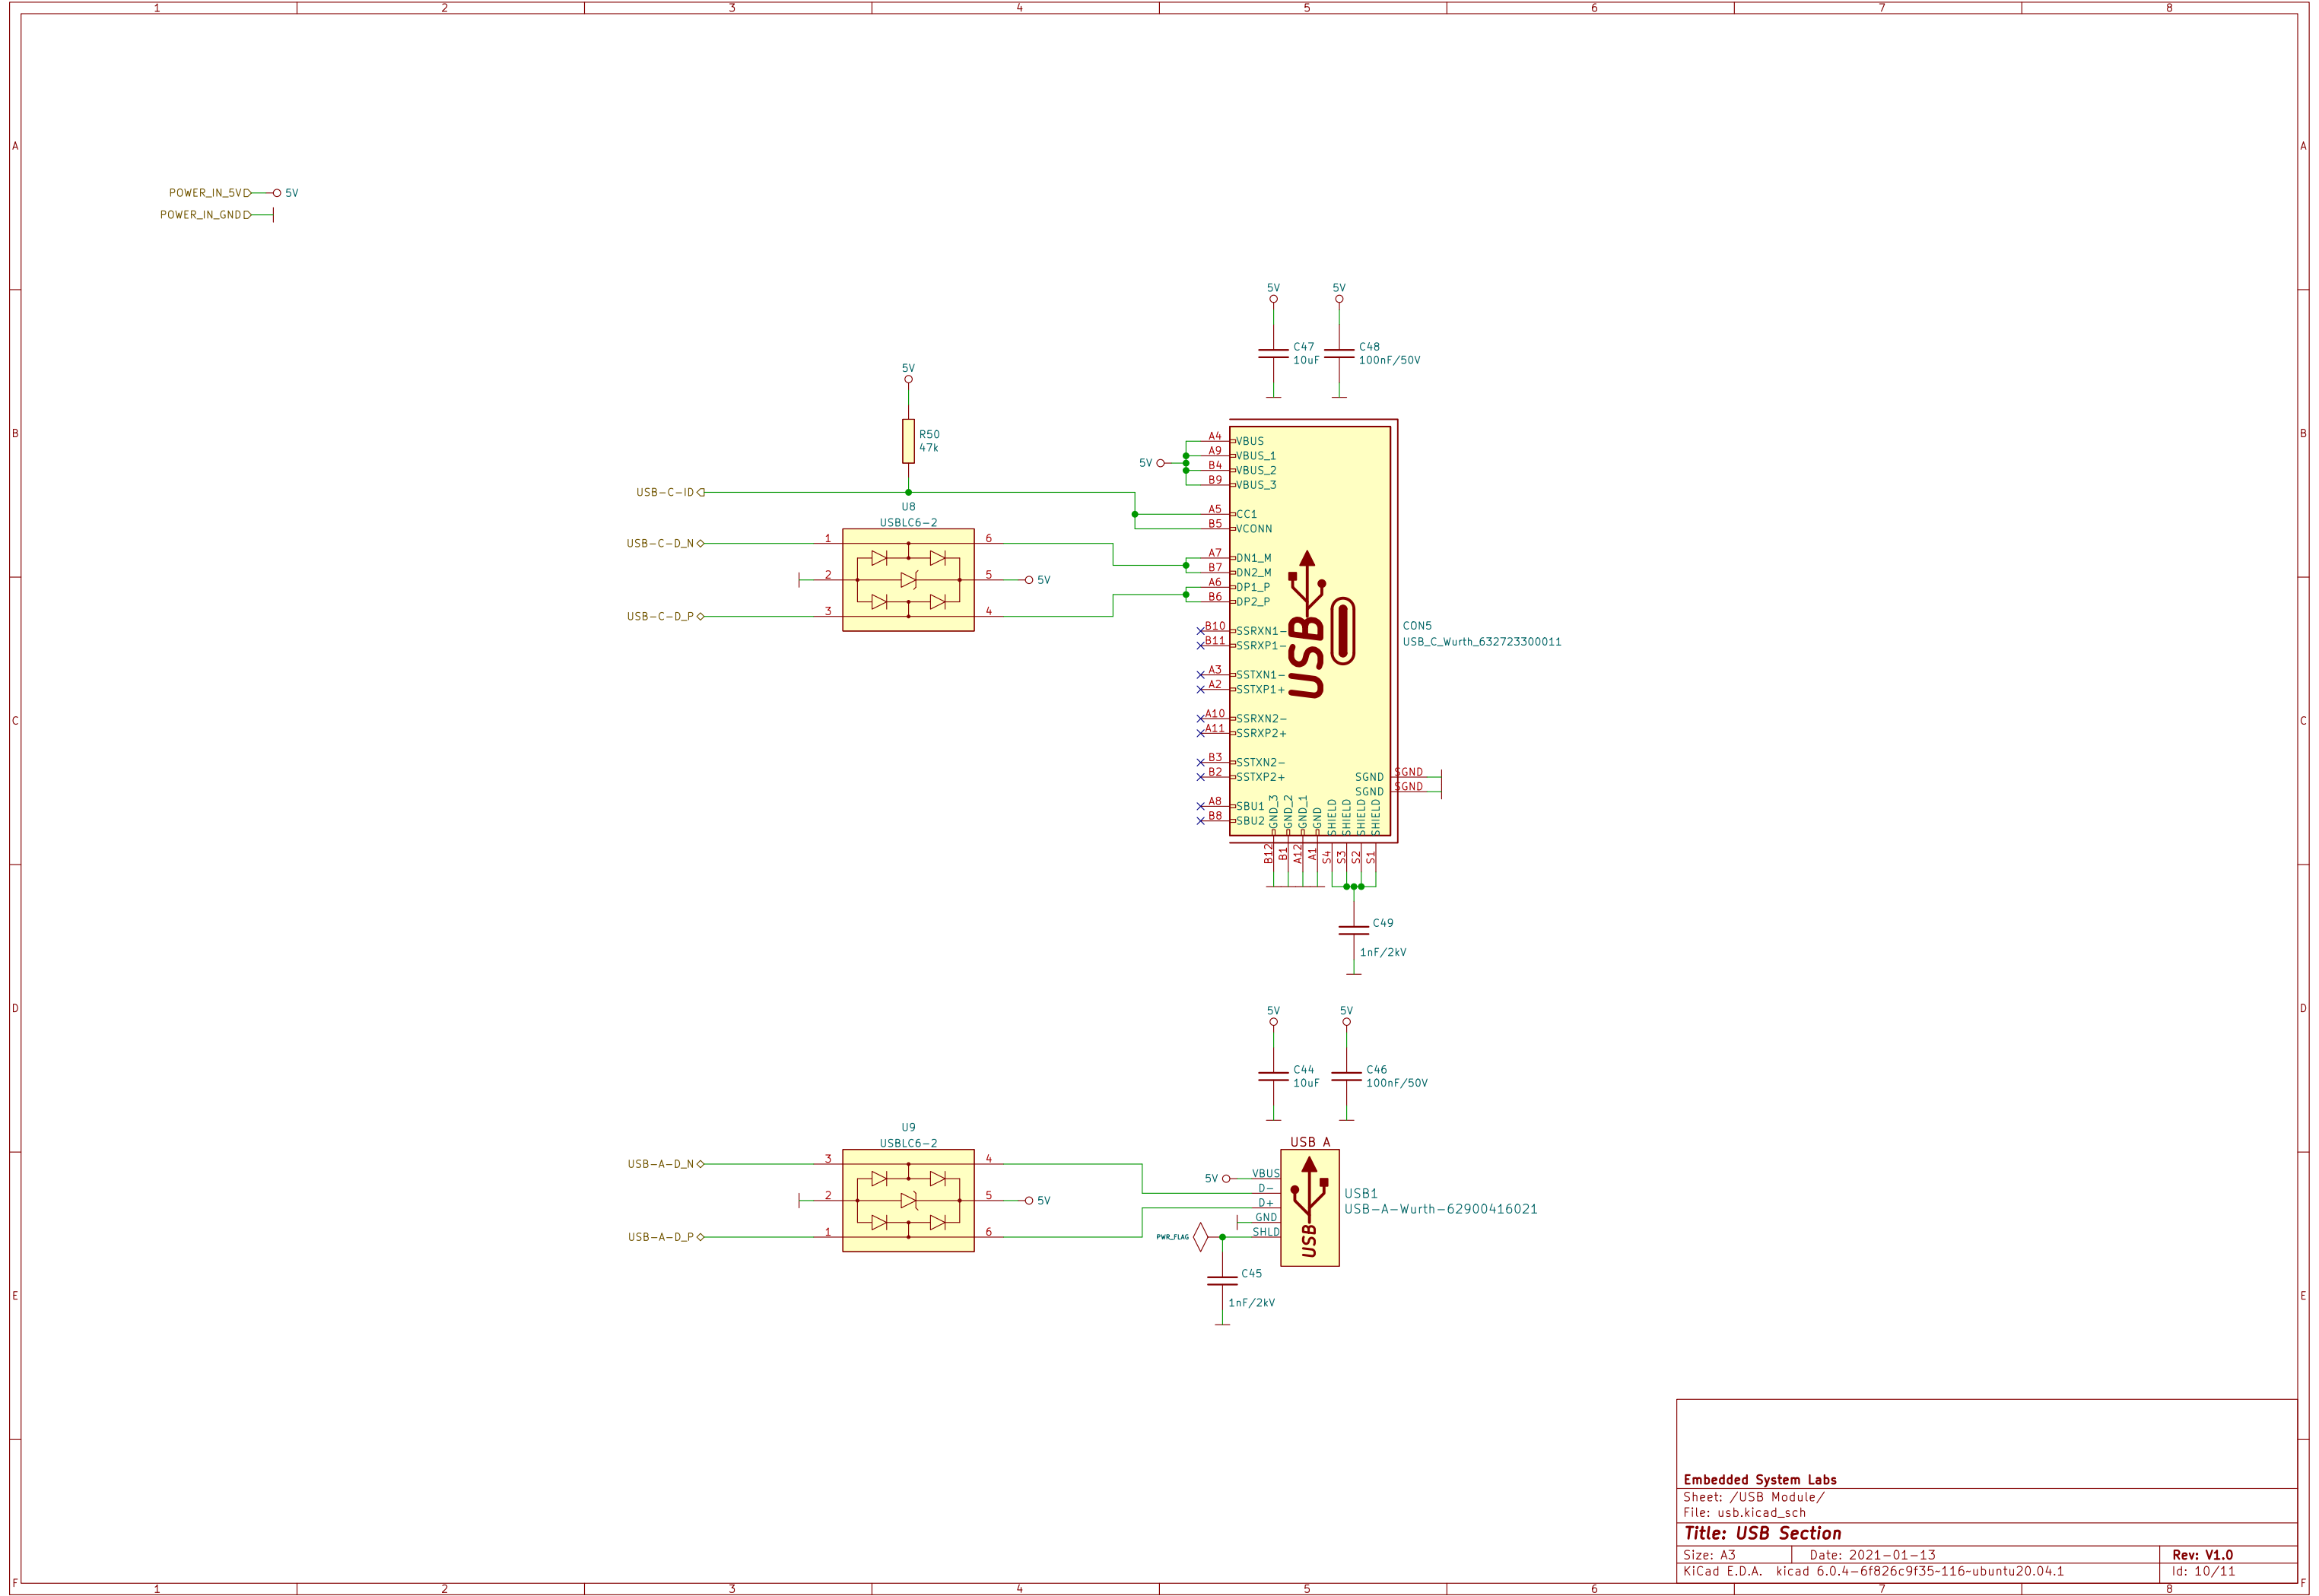 1 2 3 4 5 6 7 8
A A
POWER_IN_5V 5V
POWER_IN_GND
5V 5V
C47 C48
10uF 100nF/50V
5V
B B
R50
47k
A4 VBUS
A9 VBUS_1
5V
B4 VBUS_2
B9 VBUS_3
USB-C-ID
U8
A5 CC1
USBLC6-2
B5 VCONN
USB-C-D_N 1 6
A7 DN1_M
B7 DN2_M
2 5 5V
A6 DP1_P
B6 DP2_P
USB-C-D_P 3 4
CON5
B10 SSRXN1-
USB_C_Wurth_632723300011
B11 SSRXP1-
USB
A3 SSTXN1-
A2 SSTXP1+
A10 SSRXN2-
C C
A11 SSRXP2+
B3 SSTXN2-
B2 SSTXP2+
SGND SGND
SGND SGND
A8 SBU1
B8 SBU2
GND_3 GND_2 GND_1 GND SHIELD SHIELD SHIELD SHIELD
B12 B1 A12 A1 S4 S3 S2 S1
C49
1nF/2kV
D D
5V 5V
C44 C46
10uF 100nF/50V
U9
USBLC6-2
USB A
USB-A-D_N 3 4
5V VBUS
D-
USB1
2 5 5V
D+
USB-A-Wurth-62900416021
GND
SHLD
USB
USB-A-D_P 1 6
PWR_FLAG
C45
E E
1nF/2kV
Embedded System Labs
Sheet: /USB Module/
File: usb.kicad_sch
Title: USB Section
Size: A3 Date: 2021-01-13 Rev: V1.0
KiCad E.D.A. kicad 6.0.4-6f826c9f35~116~ubuntu20.04.1 Id: 10/11
F F
1 2 3 4 5 6 7 8